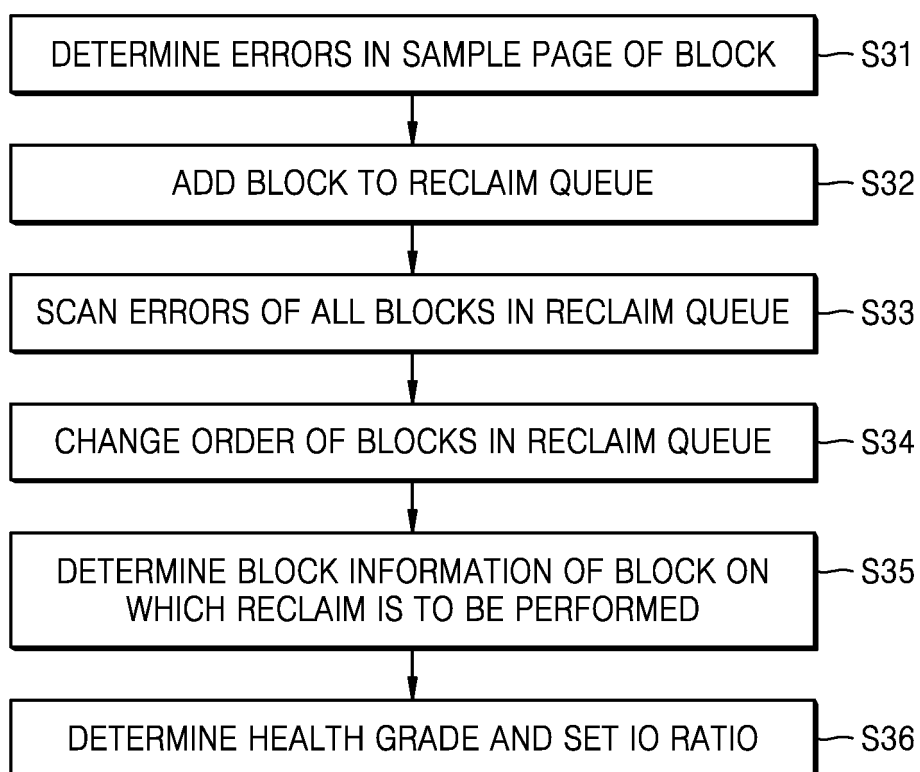 DETERMINE ERRORS IN SAMPLE PAGE OF BLOCK S31
ADD BLOCK TO RECLAIM QUEUE S32
SCAN ERRORS OF ALL BLOCKS IN RECLAIM QUEUE S33
CHANGE ORDER OF BLOCKS IN RECLAIM QUEUE S34
DETERMINE BLOCK INFORMATION OF BLOCK ON S35
WHICH RECLAIM IS TO BE PERFORMED
DETERMINE HEALTH GRADE AND SET IO RATIO S36